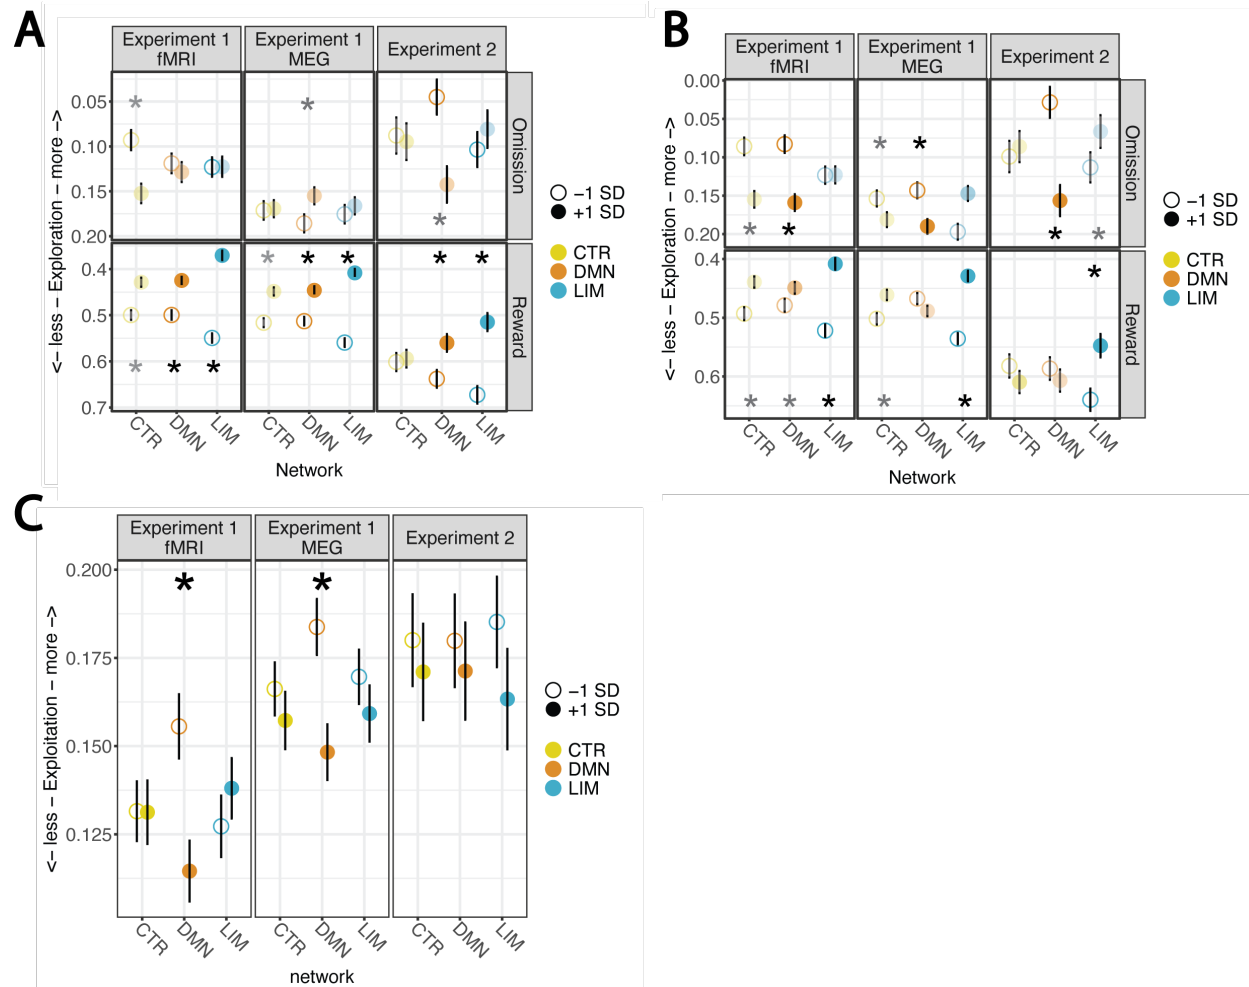 A
Experiment 1
fMRI
Experiment 1
MEG
Experiment 2
<– less – Exploration – more –>
0.05
0.10
0.15
0.20
*
*
*
Omission
0.4
0.5
0.6
0.7
* * *
* *
* * *
Reward
CTR
DMN
LIM
CTR
DMN
LIM
CTR
DMN
LIM
Network
−1 SD
+1 SD
CTR
DMN
LIM
B
Experiment 1
fMRI
Experiment 1
MEG
Experiment 2
<– less – Exploration – more –>
0.00
0.05
0.10
0.15
0.20
* *
* *
* *
Omission
0.4
0.5
0.6
*
* * *
* *
Reward
CTR
DMN
LIM
CTR
DMN
LIM
CTR
DMN
LIM
Network
−1 SD
+1 SD
CTR
DMN
LIM
C
Experiment 1
fMRI
Experiment 1
MEG
Experiment 2
<– less – Exploitation – more –>
0.200
0.175
0.150
0.125
*
*
CTR
DMN
LIM
CTR
DMN
LIM
CTR
DMN
LIM
network
−1 SD
+1 SD
CTR
DMN
LIM